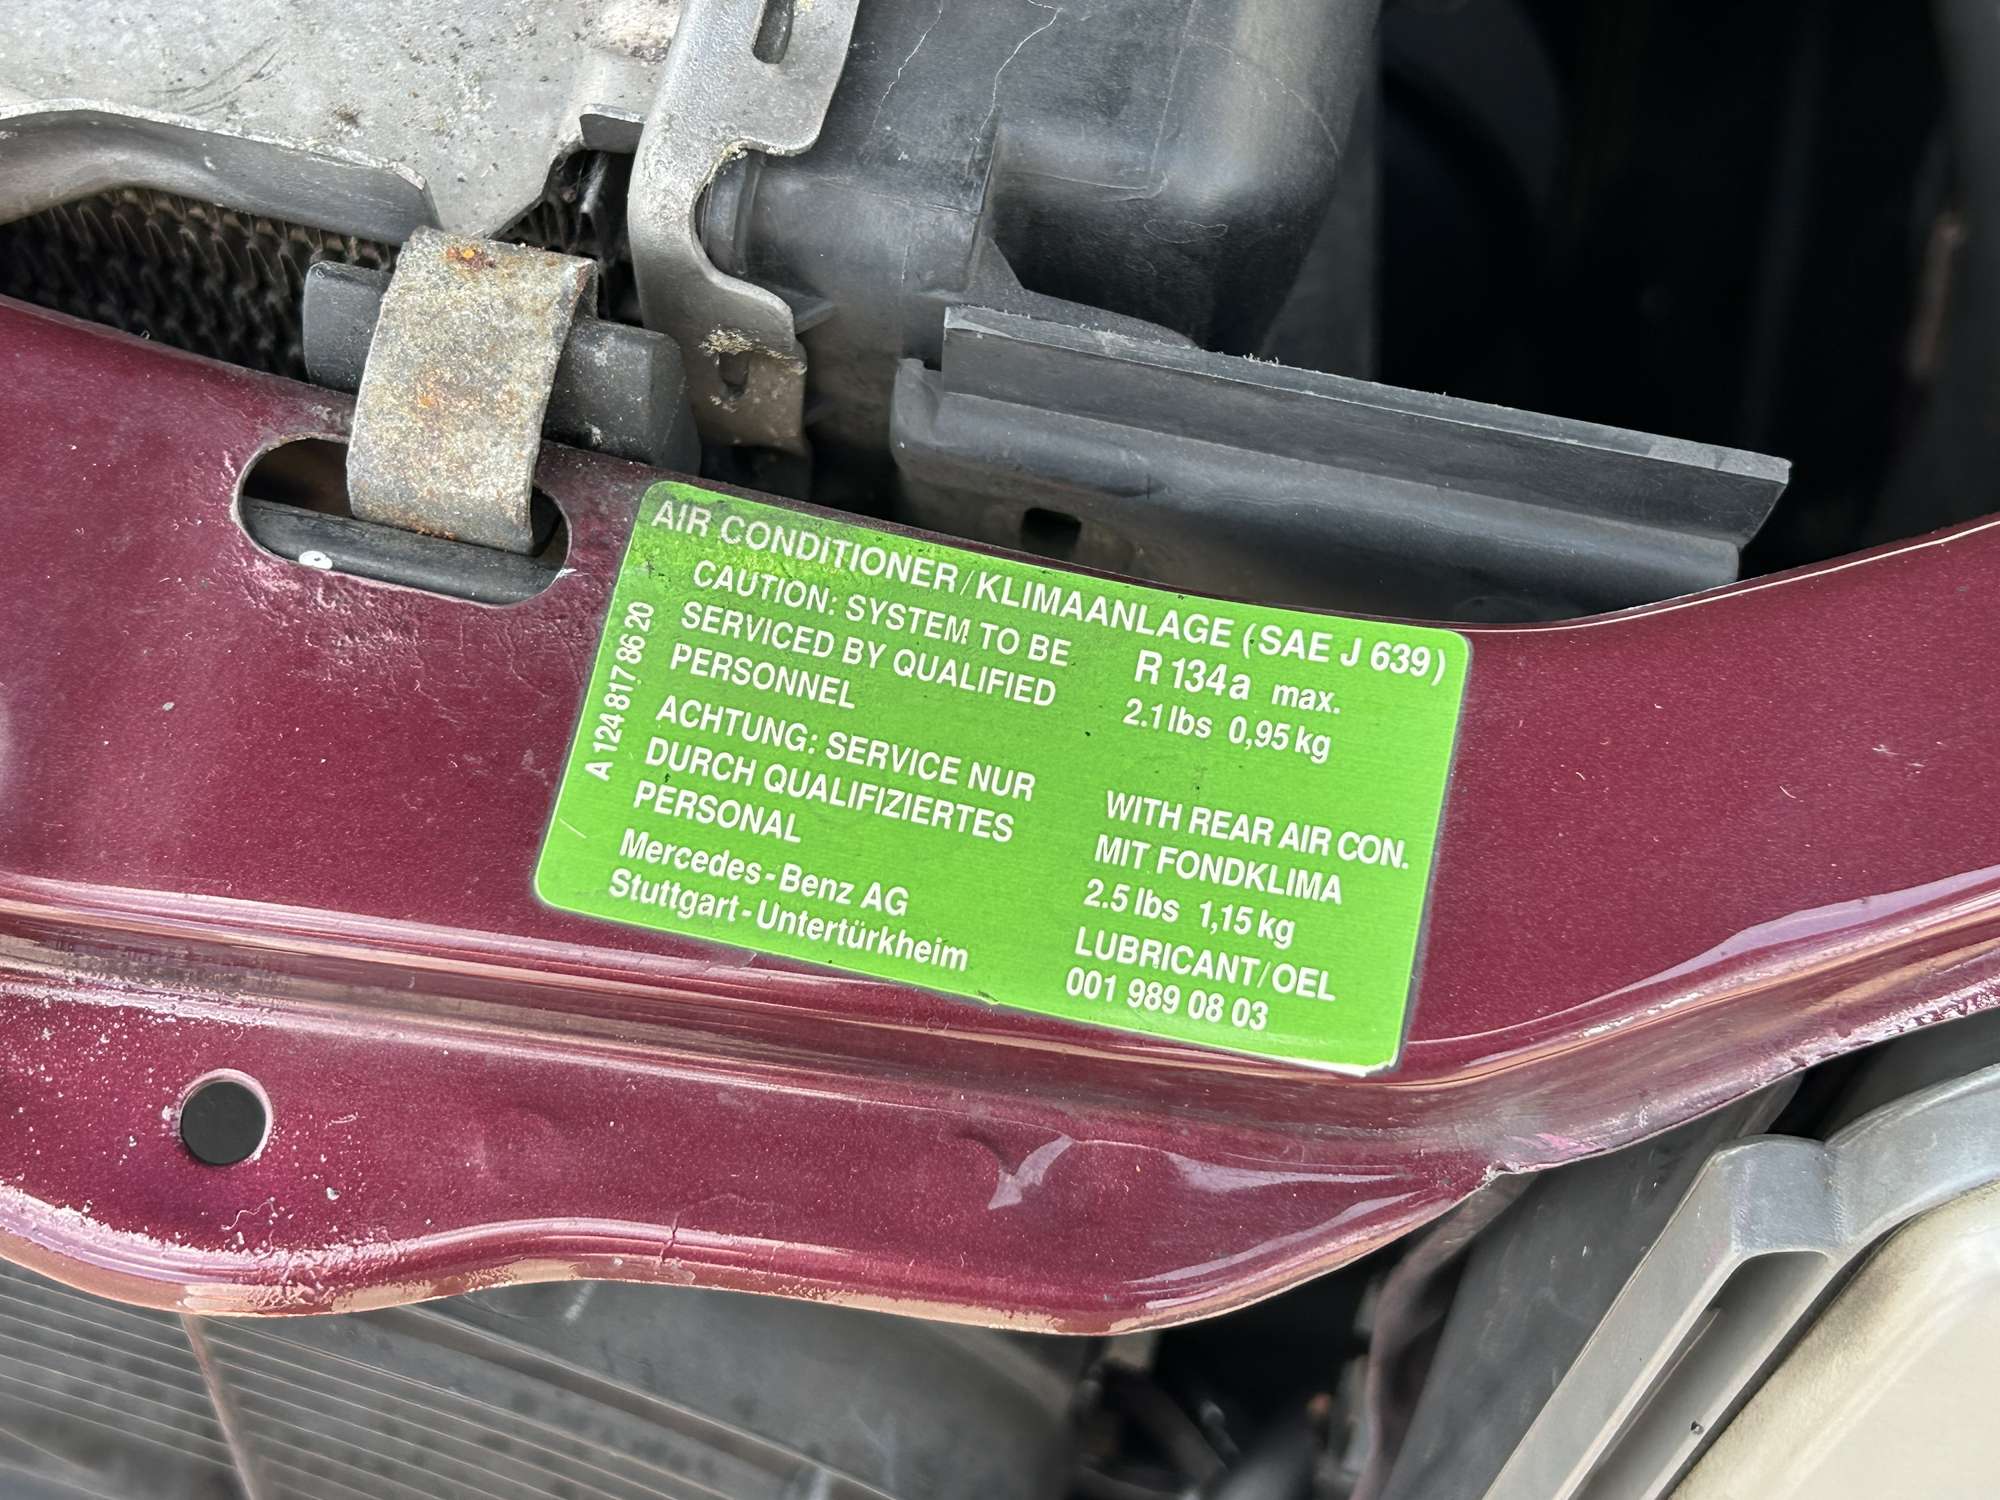 AIR CONDITIONER/KLIMAANLAGE (SAE J 639)
CAUTION: SYSTEM TO BE
SERVICED BY QUALIFIED
PERSONNEL
ACHTUNG: SERVICE NUR
DURCH QUALIFIZIERTES
PERSONAL
Mercedes-Benz AG
Stuttgart-Untertürkheim
R 134a max.
2.1 lbs 0,95 kg
WITH REAR AIR CON.
MIT FONDKLIMA
2.5 lbs 1,15 kg
LUBRICANT/OEL
001 989 08 03
A 124 817 86 20